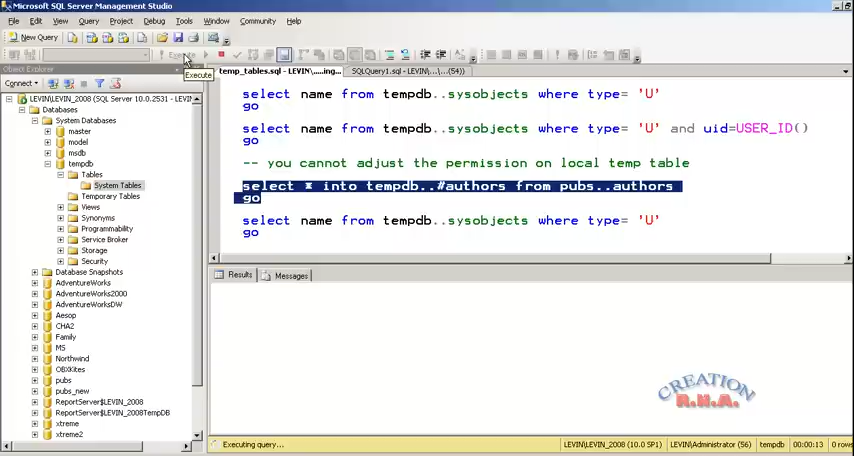 Microsoft SQL Server Management Studio
File Edit View Query Project Debug Tools Window Community Help
New Query
Execute
Object Explorer
Execute
temp_tables.sql - LEVIN\.....ing...
SQLQuery1.sql - LEVIN\...\(54))
Connect
LEVIN\LEVIN_2008 (SQL Server 10.0.2531 - LEVIN
Databases
System Databases
master
model
msdb
tempdb
Tables
System Tables
Temporary Tables
Views
Synonyms
Programmability
Service Broker
Storage
Security
Database Snapshots
AdventureWorks
AdventureWorks2000
AdventureWorksDW
Aesop
CHA2
Family
MS
Northwind
OBXKites
pubs
pubs_new
ReportServer$LEVIN_2008
ReportServer$LEVIN_2008TempDB
xtreme
xtreme2
select name from tempdb..sysobjects where type= 'U'
go
select name from tempdb..sysobjects where type= 'U' and uid=USER_ID()
go
-- you cannot adjust the permission on local temp table
select * into tempdb..#authors from pubs..authors
go
select name from tempdb..sysobjects where type= 'U'
go
Results
Messages
CREATION
R.N.A.
Executing query...
LEVIN\LEVIN_2008 (10.0 SP1)
LEVIN\Administrator (56)
tempdb
00:00:13
0 rows